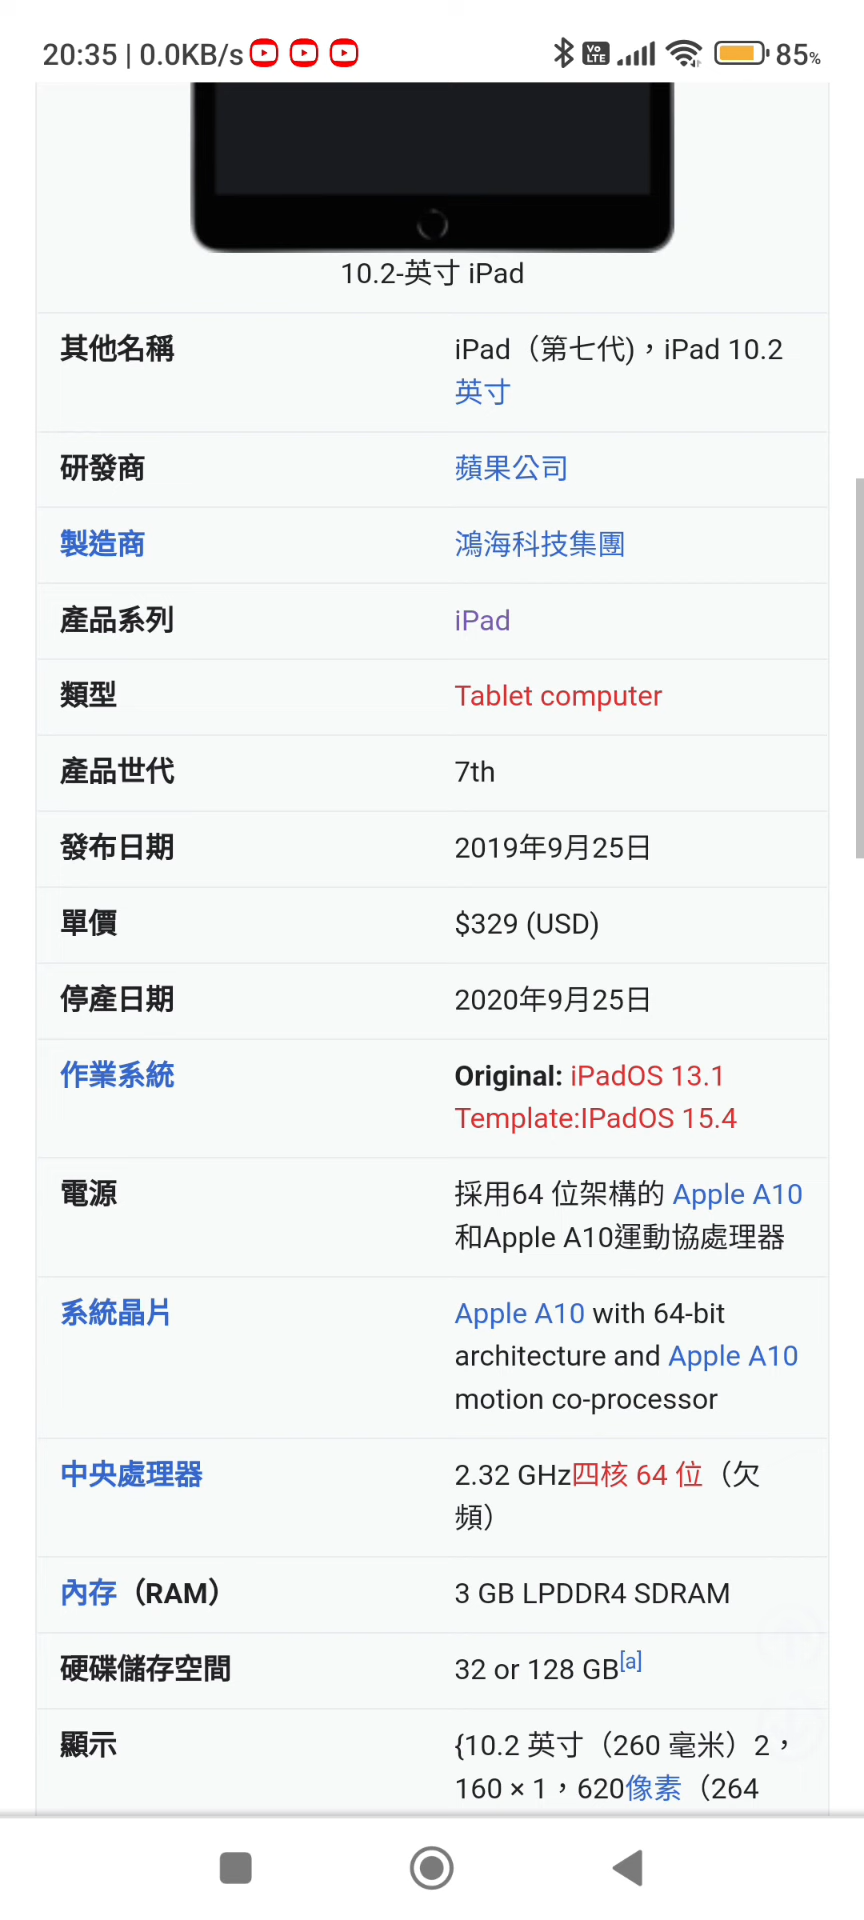 20:35 | 0.0KB/s
Vo LTE
85%
10.2-英寸 iPad
其他名稱
iPad（第七代)，iPad 10.2
英寸
研發商
蘋果公司
製造商
鴻海科技集團
產品系列
iPad
類型
Tablet computer
產品世代
7th
發布日期
2019年9月25日
單價
$329 (USD)
停產日期
2020年9月25日
作業系統
Original: iPadOS 13.1
Template:IPadOS 15.4
電源
採用64 位架構的 Apple A10
和Apple A10運動協處理器
系統晶片
Apple A10 with 64-bit
architecture and Apple A10
motion co-processor
中央處理器
2.32 GHz四核 64 位（欠
頻）
內存（RAM）
3 GB LPDDR4 SDRAM
硬碟儲存空間
32 or 128 GB[a]
顯示
{10.2 英寸（260 毫米）2，
160 × 1，620像素（264